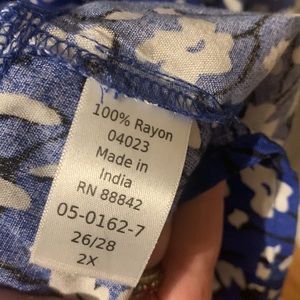 100% Rayon
04023
Made in
India
RN 88842
05-0162-7
26/28
2X